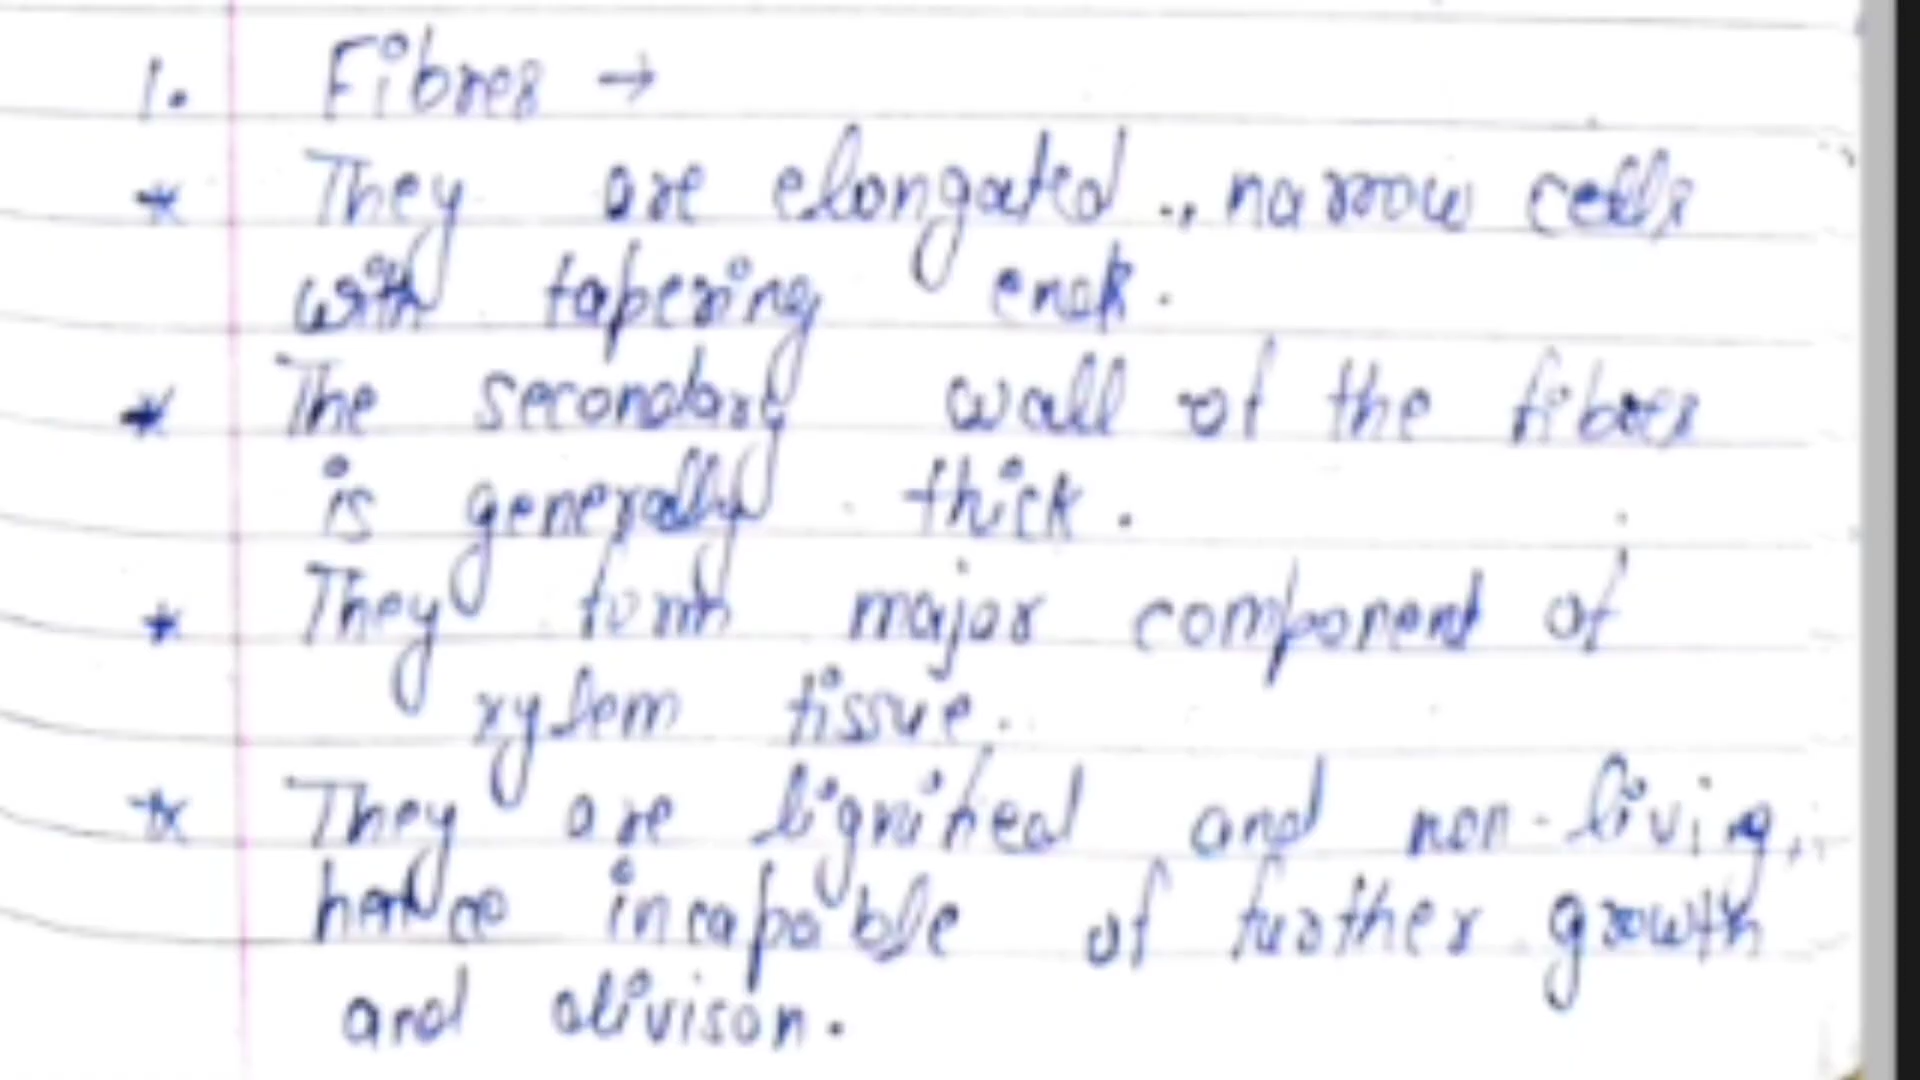 1. Fibres →
* They are elongated, narrow cells
with tapering ends.
* The secondary wall of the fibres
is generally thick.
* They form major component of
xylem tissue.
* They are lignified and non-living,
hence incapable of further growth
and divison.